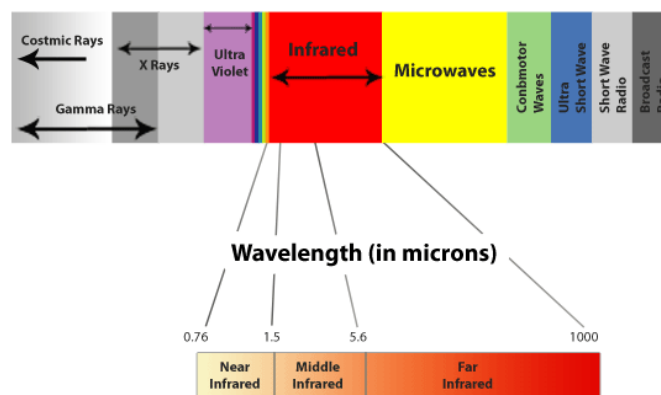 Costmic Rays
X Rays
Gamma Rays
Ultra
Violet
Infrared
Microwaves
Conbmotor
Waves
Ultra
Short Wave
Short Wave
Radio
Broadcast
Wavelength (in microns)
0.76
1.5
5.6
1000
Near
Infrared
Middle
Infrared
Far
Infrared